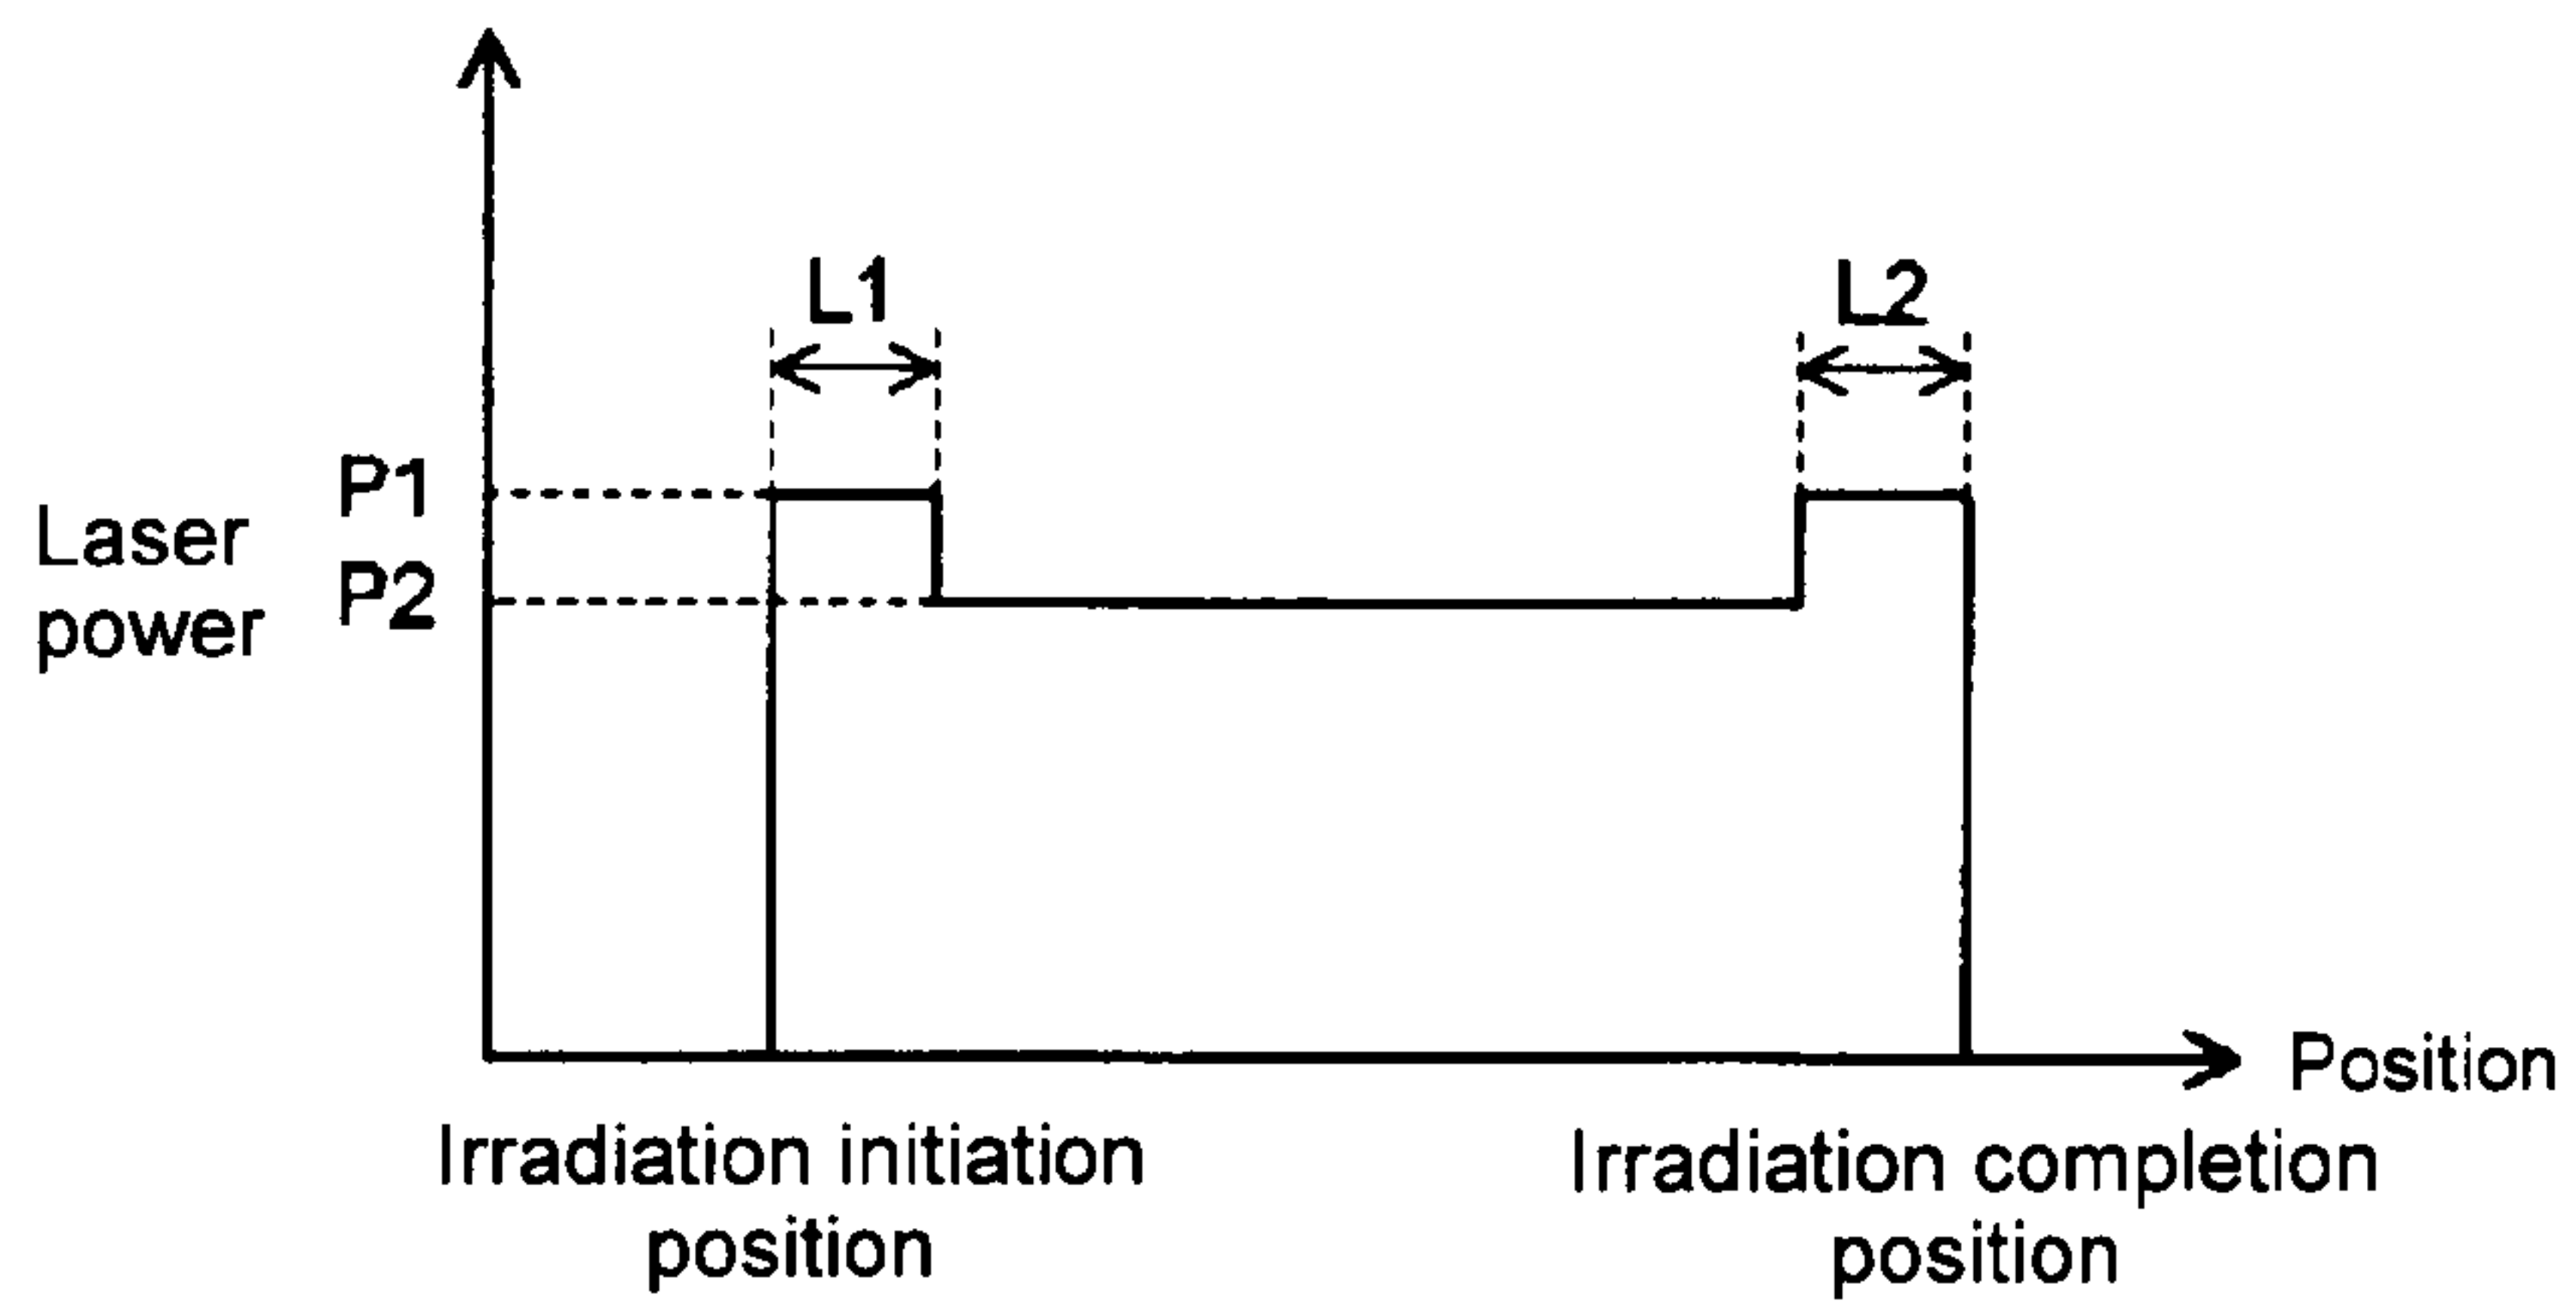 L1
L2
P1
P2
Laser
power
Position
Irradiation initiation
position
Irradiation completion
position